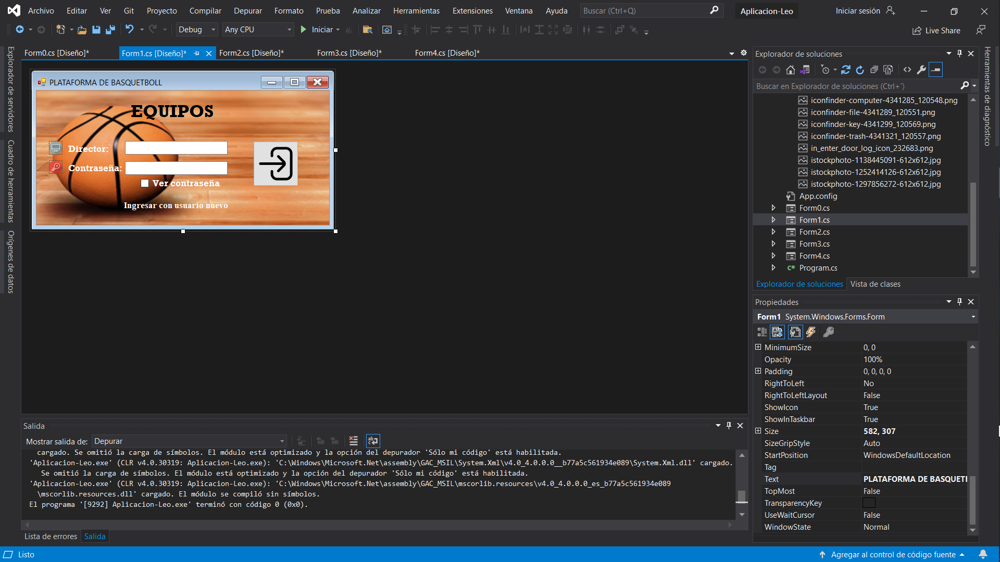 Archivo Editar Ver Git Proyecto Compilar Depurar Formato Prueba Analizar Herramientas Extensiones Ventana Ayuda Buscar (Ctrl+Q) Aplicacion-Leo Iniciar sesión
Debug Any CPU Iniciar Live Share
Form0.cs [Diseño]* Form1.cs [Diseño]* Form2.cs [Diseño]* Form3.cs [Diseño]* Form4.cs [Diseño]*
Explorador de servidores
Cuadro de herramientas
Orígenes de datos
PLATAFORMA DE BASQUETBOLL
EQUIPOS
Director:
Contraseña:
Ver contraseña
Ingresar con usuario nuevo
Explorador de soluciones
Buscar en Explorador de soluciones (Ctrl+´)
iconfinder-computer-4341285_120548.png
iconfinder-file-4341289_120551.png
iconfinder-key-4341299_120569.png
iconfinder-trash-4341321_120557.png
in_enter_door_log_icon_232683.png
istockphoto-1138445091-612x612.jpg
istockphoto-1252414126-612x612.jpg
istockphoto-1297856272-612x612.jpg
App.config
Form0.cs
Form1.cs
Form2.cs
Form3.cs
Form4.cs
C# Program.cs
Explorador de soluciones Vista de clases
Herramientas de diagnóstico
Propiedades
Form1 System.Windows.Forms.Form
MinimumSize 0, 0
Opacity 100%
Padding 0, 0, 0, 0
RightToLeft No
RightToLeftLayout False
ShowIcon True
ShowInTaskbar True
Size 582, 307
SizeGripStyle Auto
StartPosition WindowsDefaultLocation
Tag
Text PLATAFORMA DE BASQUETB
TopMost False
TransparencyKey
UseWaitCursor False
WindowState Normal
Salida
Mostrar salida de: Depurar
cargado. Se omitió la carga de símbolos. El módulo está optimizado y la opción del depurador 'Sólo mi código' está habilitada.
'Aplicacion-Leo.exe' (CLR v4.0.30319: Aplicacion-Leo.exe): 'C:\Windows\Microsoft.Net\assembly\GAC_MSIL\System.Xml\v4.0_4.0.0.0__b77a5c561934e089\System.Xml.dll' cargado.
Se omitió la carga de símbolos. El módulo está optimizado y la opción del depurador 'Sólo mi código' está habilitada.
'Aplicacion-Leo.exe' (CLR v4.0.30319: Aplicacion-Leo.exe): 'C:\Windows\Microsoft.Net\assembly\GAC_MSIL\mscorlib.resources\v4.0_4.0.0.0_es_b77a5c561934e089
\mscorlib.resources.dll' cargado. El módulo se compiló sin símbolos.
El programa '[9292] Aplicacion-Leo.exe' terminó con código 0 (0x0).
Lista de errores Salida
Listo Agregar al control de código fuente